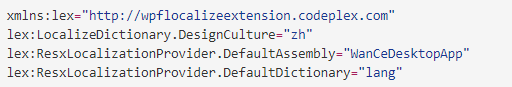 xmlns:lex="http://wpflocalizeextension.codeplex.com"
lex:LocalizeDictionary.DesignCulture="zh"
lex:ResxLocalizationProvider.DefaultAssembly="WanCeDesktopApp"
lex:ResxLocalizationProvider.DefaultDictionary="lang"